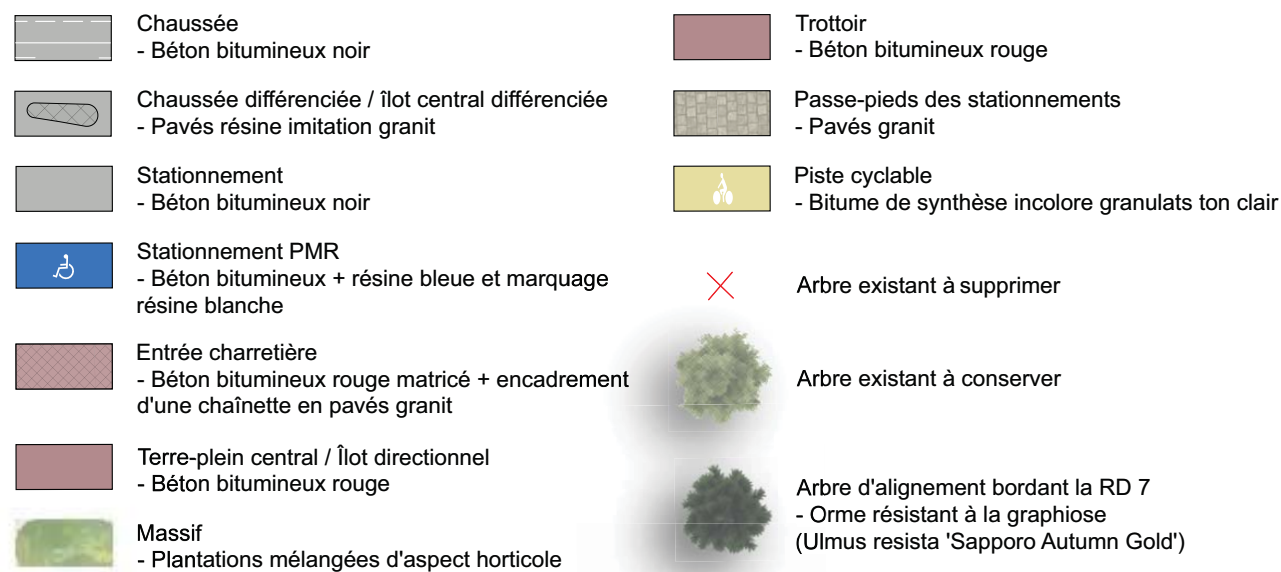 Chaussée
- Béton bitumineux noir
Chaussée différenciée / îlot central différenciée
- Pavés résine imitation granit
Stationnement
- Béton bitumineux noir
Stationnement PMR
- Béton bitumineux + résine bleue et marquage
résine blanche
Entrée charretière
- Béton bitumineux rouge matricé + encadrement
d'une chaînette en pavés granit
Terre-plein central / Îlot directionnel
- Béton bitumineux rouge
Massif
- Plantations mélangées d'aspect horticole
Trottoir
- Béton bitumineux rouge
Passe-pieds des stationnements
- Pavés granit
Piste cyclable
- Bitume de synthèse incolore granulats ton clair
Arbre existant à supprimer
Arbre existant à conserver
Arbre d'alignement bordant la RD 7
- Orme résistant à la graphiose
(Ulmus resista 'Sapporo Autumn Gold')